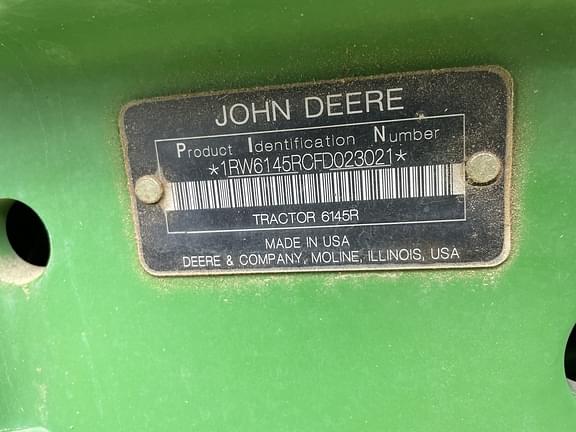 JOHN DEERE
Product Identification Number
*1RW6145RCFD023021*
TRACTOR 6145R
MADE IN USA
DEERE & COMPANY, MOLINE, ILLINOIS, USA